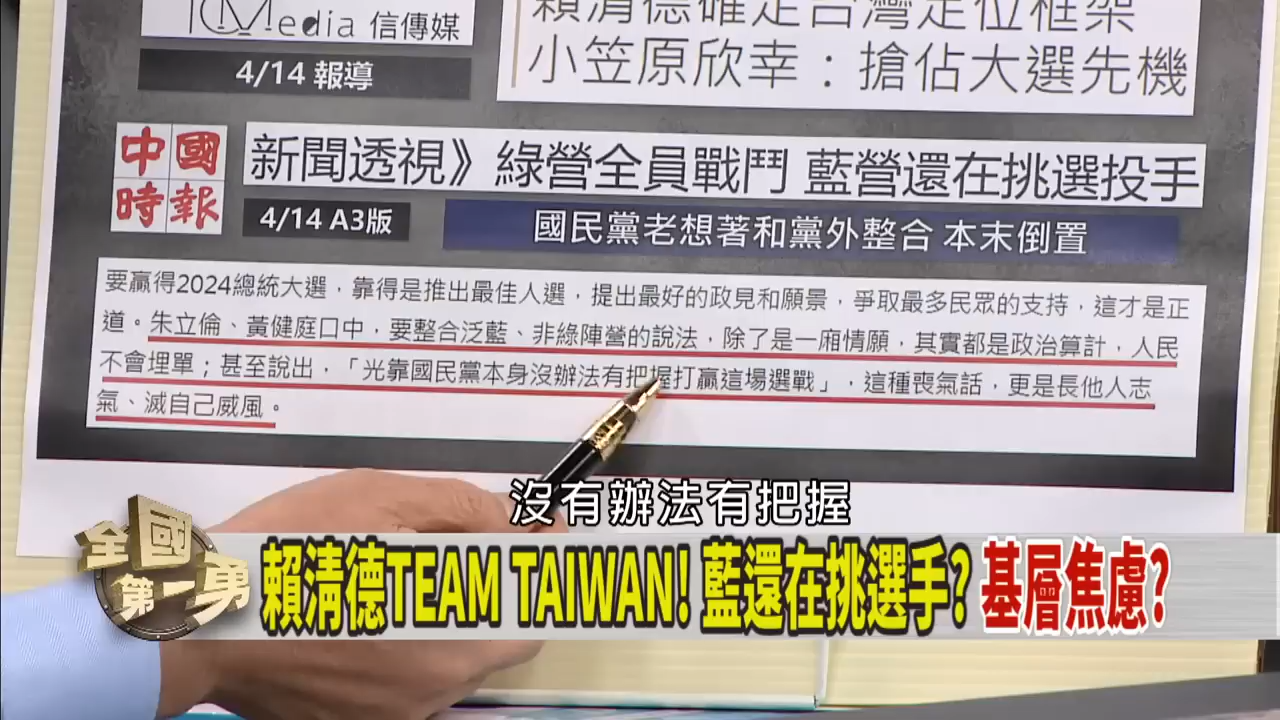 CMedia 信傳媒
4/14 報導
賴清德確定台灣定位框架
小笠原欣幸：搶佔大選先機
中國
時報
新聞透視》綠營全員戰鬥 藍營還在挑選投手
4/14 A3版
國民黨老想著和黨外整合 本末倒置
要贏得2024總統大選，靠得是推出最佳人選，提出最好的政見和願景，爭取最多民眾的支持，這才是正
道。朱立倫、黃健庭口中，要整合泛藍、非綠陣營的說法，除了是一廂情願，其實都是政治算計，人民
不會埋單；甚至說出，「光靠國民黨本身沒辦法有把握打贏這場選戰」，這種喪氣話，更是長他人志
氣、滅自己威風。
沒有辦法有把握
全國
第一男
賴清德TEAM TAIWAN! 藍還在挑選手? 基層焦慮?